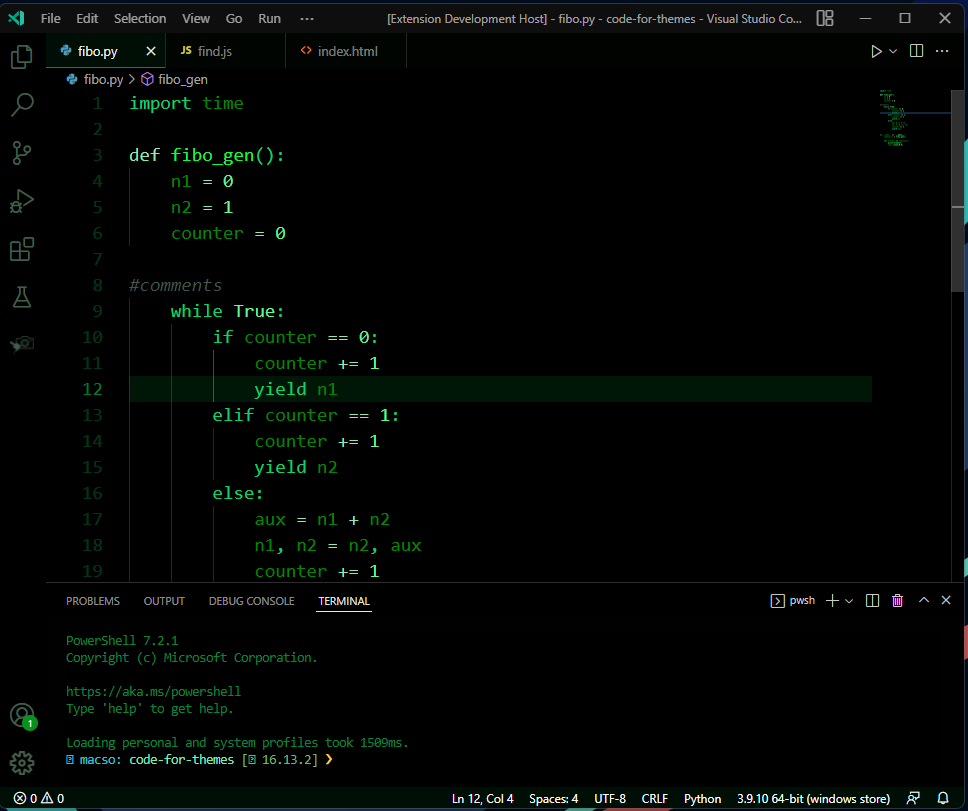 File Edit Selection View Go Run ··· [Extension Development Host] - fibo.py - code-for-themes - Visual Studio Co...
fibo.py JS find.js <> index.html
fibo.py > fibo_gen
1 import time
2
3 def fibo_gen():
4 n1 = 0
5 n2 = 1
6 counter = 0
7
8 #comments
9 while True:
10 if counter == 0:
11 counter += 1
12 yield n1
13 elif counter == 1:
14 counter += 1
15 yield n2
16 else:
17 aux = n1 + n2
18 n1, n2 = n2, aux
19 counter += 1
PROBLEMS OUTPUT DEBUG CONSOLE TERMINAL pwsh
PowerShell 7.2.1
Copyright (c) Microsoft Corporation.
https://aka.ms/powershell
Type 'help' to get help.
Loading personal and system profiles took 1509ms.
macso: code-for-themes [ 16.13.2] ❯
1
0 0 Ln 12, Col 4 Spaces: 4 UTF-8 CRLF Python 3.9.10 64-bit (windows store)